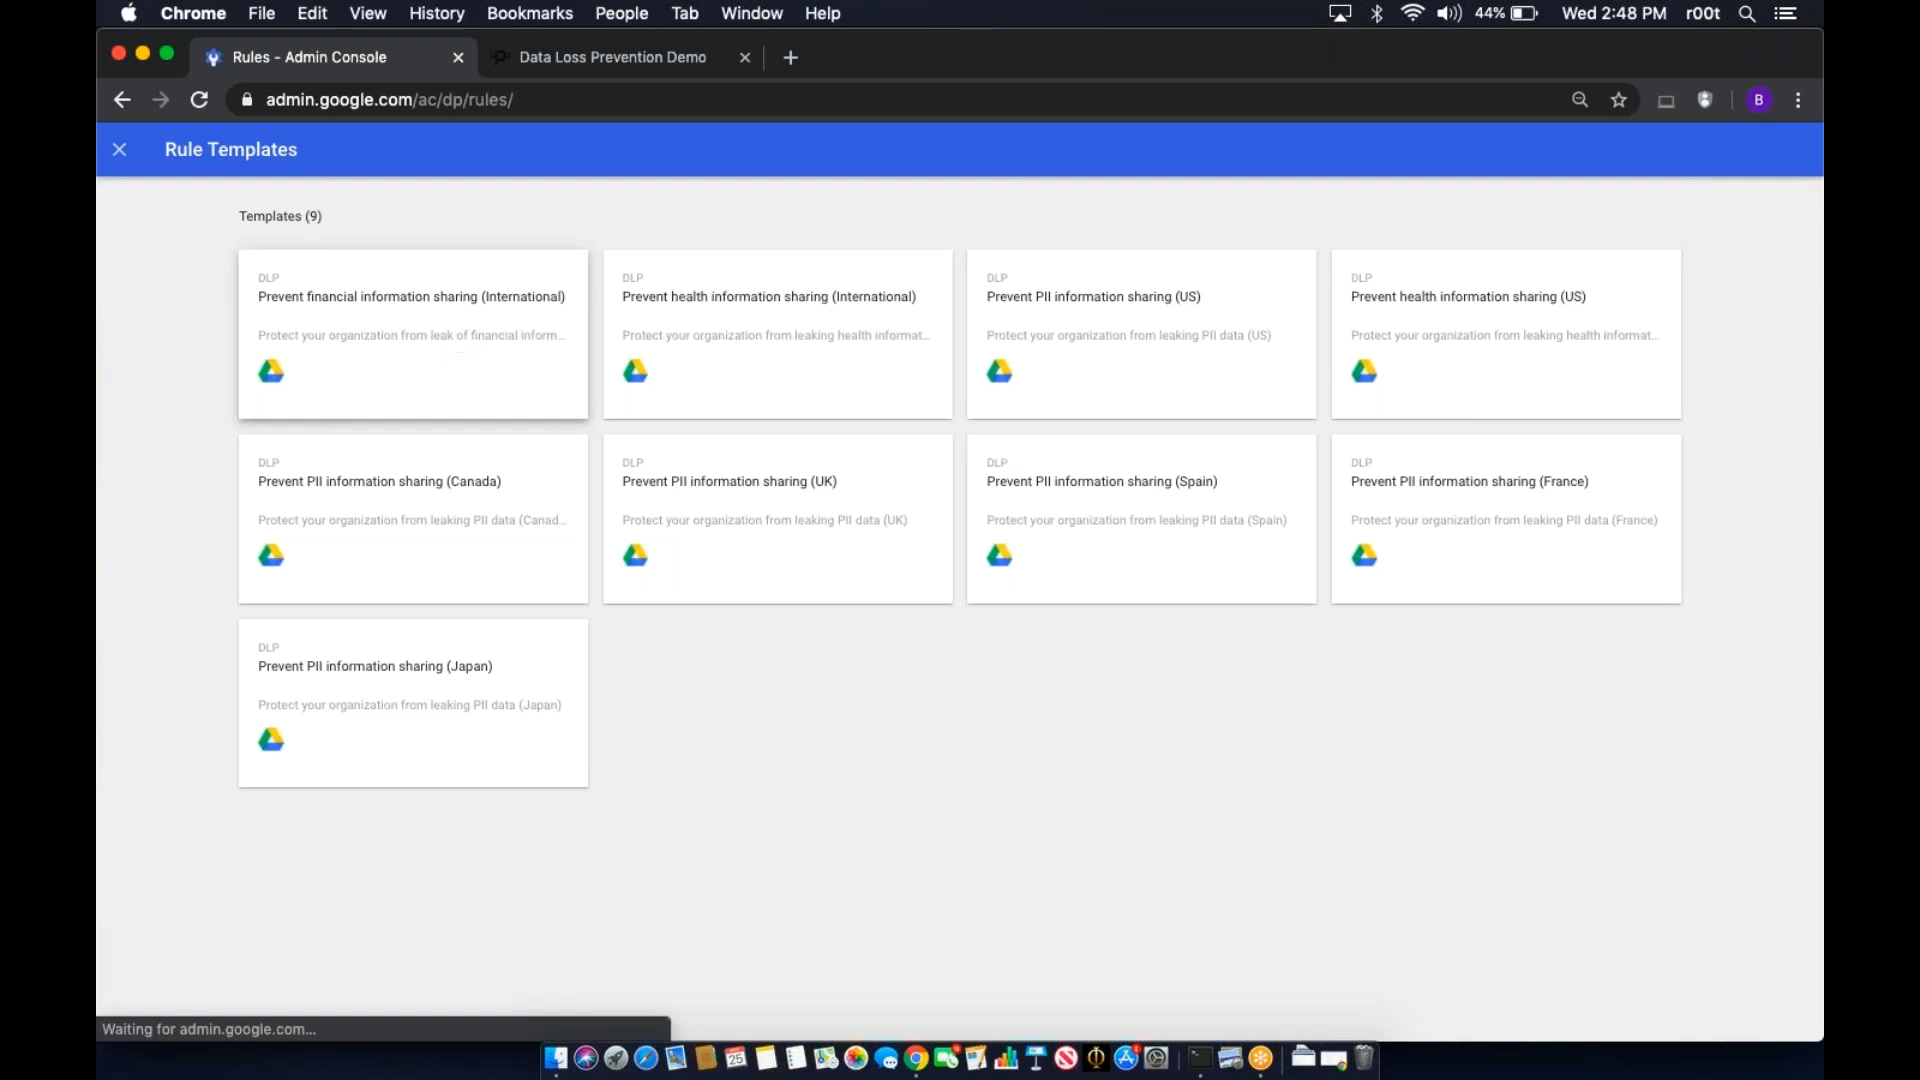 Chrome File Edit View History Bookmarks People Tab Window Help 44% Wed 2:48 PM r00t
Rules - Admin Console Data Loss Prevention Demo
admin.google.com/ac/dp/rules/ B
Rule Templates
Templates (9)
DLP
Prevent financial information sharing (International)
Protect your organization from leak of financial inform...
DLP
Prevent health information sharing (International)
Protect your organization from leaking health informat...
DLP
Prevent PII information sharing (US)
Protect your organization from leaking PII data (US)
DLP
Prevent health information sharing (US)
Protect your organization from leaking health informat...
DLP
Prevent PII information sharing (Canada)
Protect your organization from leaking PII data (Canad...
DLP
Prevent PII information sharing (UK)
Protect your organization from leaking PII data (UK)
DLP
Prevent PII information sharing (Spain)
Protect your organization from leaking PII data (Spain)
DLP
Prevent PII information sharing (France)
Protect your organization from leaking PII data (France)
DLP
Prevent PII information sharing (Japan)
Protect your organization from leaking PII data (Japan)
Waiting for admin.google.com...
25